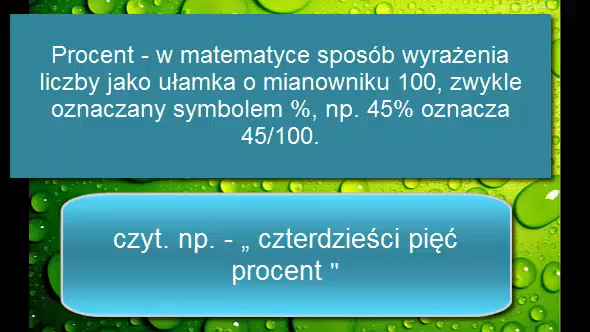 Procent - w matematyce sposób wyrażenia
liczby jako ułamka o mianowniku 100, zwykle
oznaczany symbolem %, np. 45% oznacza
45/100.
czyt. np. - „ czterdzieści pięć
procent "